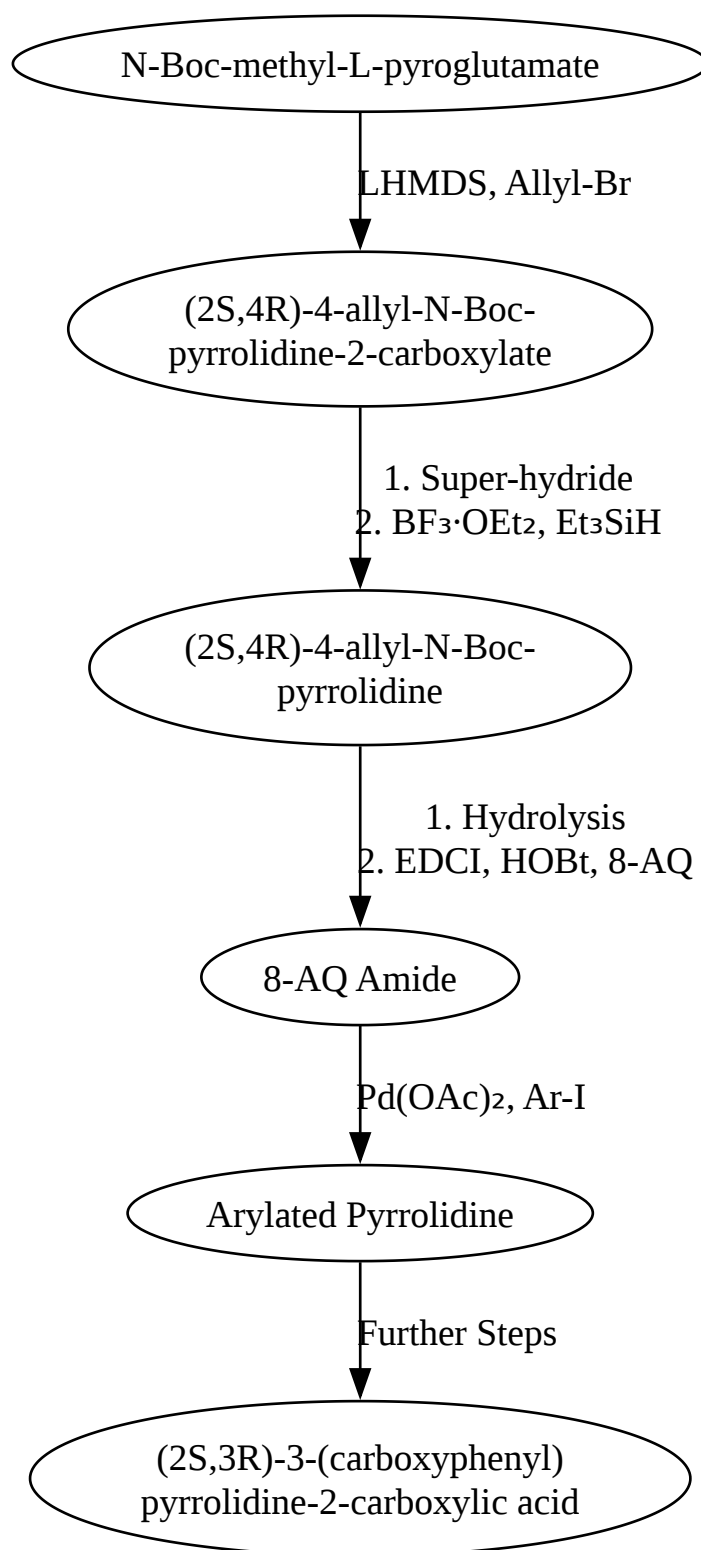 N-Boc-methyl-L-pyroglutamate
LHMDS, Allyl-Br
(2S,4R)-4-allyl-N-Boc-
pyrrolidine-2-carboxylate
1. Super-hydride
2. BF₃·OEt₂, Et₃SiH
(2S,4R)-4-allyl-N-Boc-
pyrrolidine
1. Hydrolysis
2. EDCI, HOBt, 8-AQ
8-AQ Amide
Pd(OAc)₂, Ar-I
Arylated Pyrrolidine
Further Steps
(2S,3R)-3-(carboxyphenyl)
pyrrolidine-2-carboxylic acid